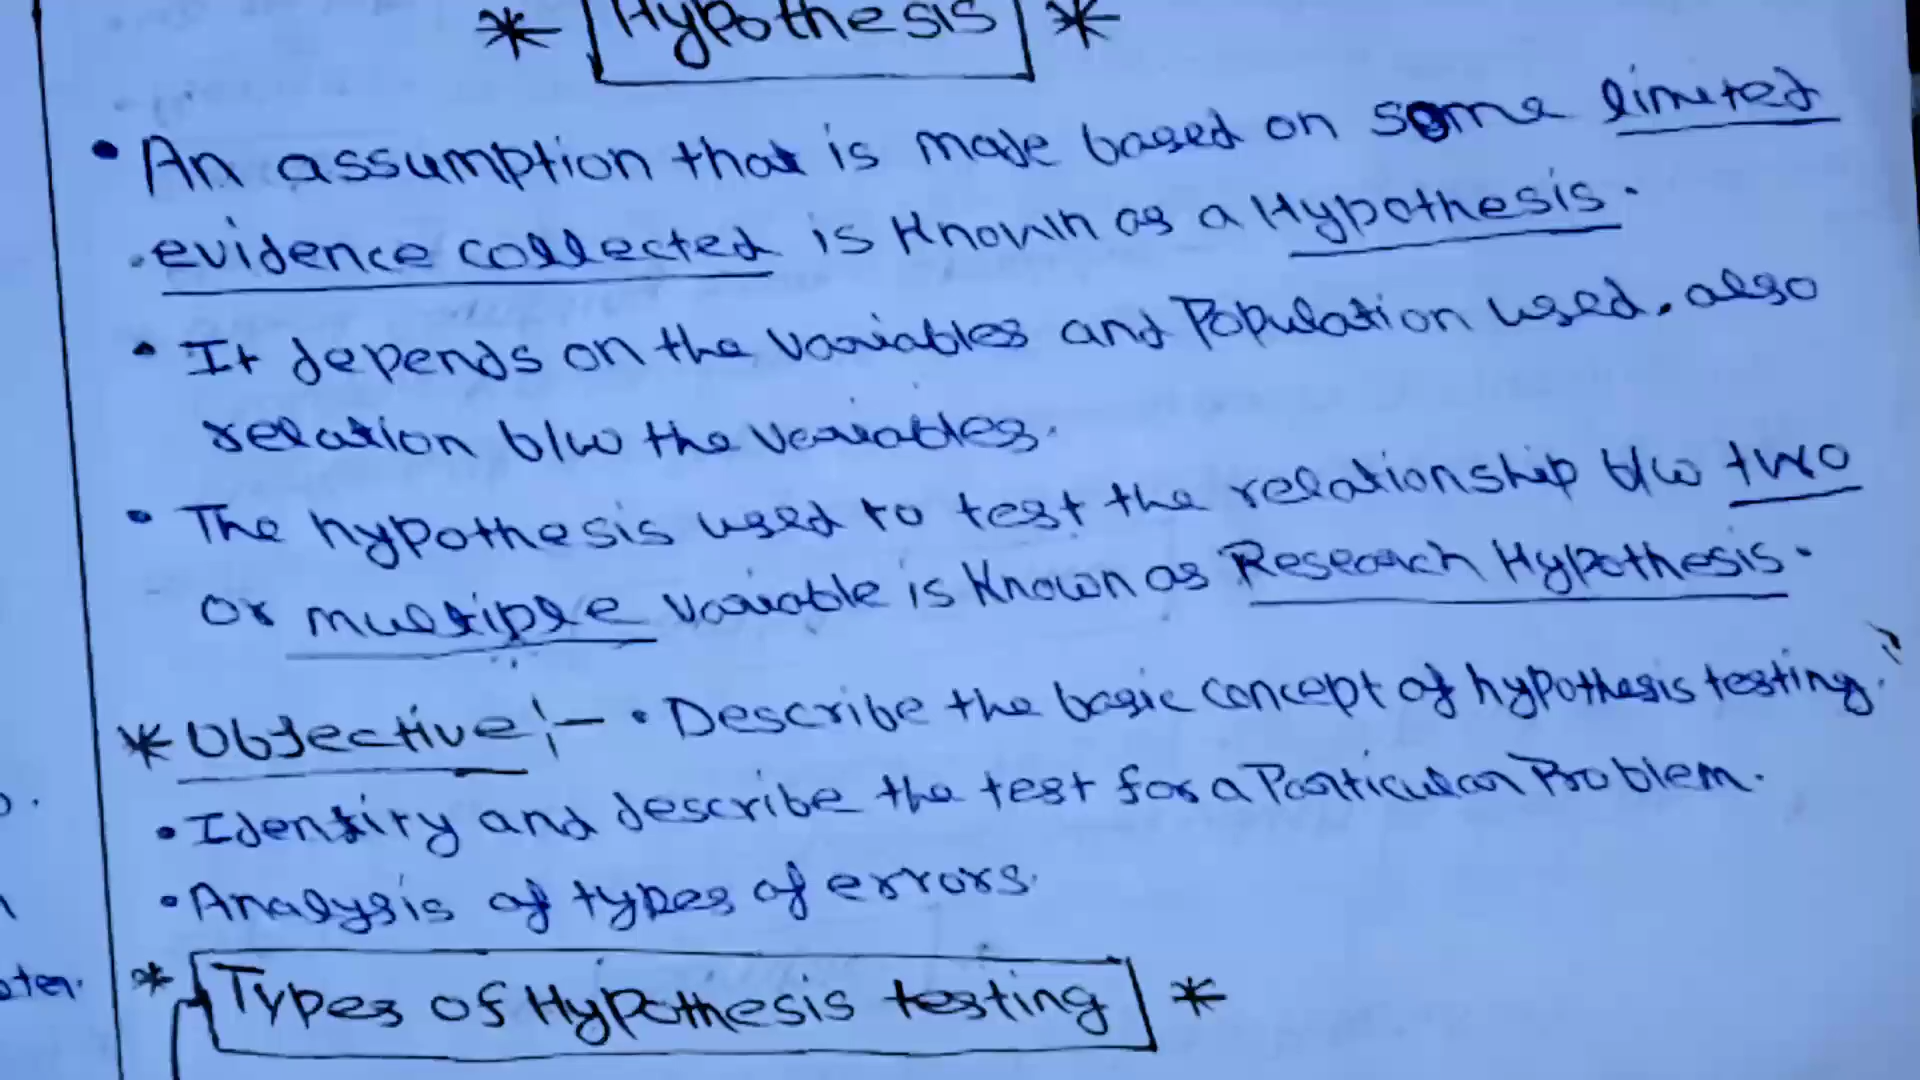 * Hypothesis *
• An assumption that is made based on some limited
evidence collected is known as a Hypothesis.
• It depends on the variables and Population used. also
relation b/w the variables.
• The hypothesis used to test the relationship b/w two
or multiple variable is known as Research Hypothesis.
* Objective :- • Describe the basic concept of hypothesis testing.
• Identify and describe the test for a Particular Problem.
• Analysis of types of errors.
* Types of Hypothesis testing *